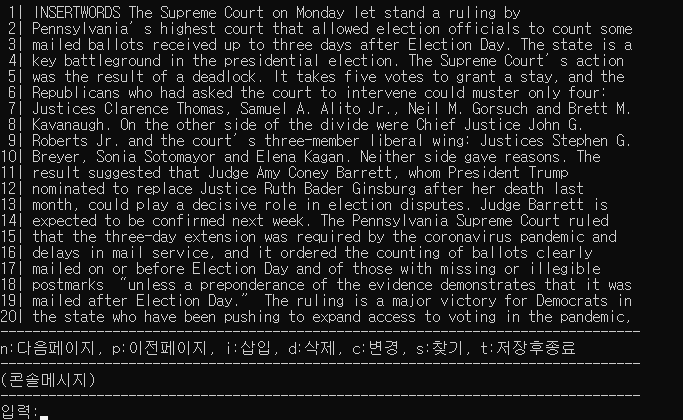 1| INSERTWORDS The Supreme Court on Monday let stand a ruling by
2| Pennsylvania’s highest court that allowed election officials to count some
3| mailed ballots received up to three days after Election Day. The state is a
4| key battleground in the presidential election. The Supreme Court’s action
5| was the result of a deadlock. It takes five votes to grant a stay, and the
6| Republicans who had asked the court to intervene could muster only four:
7| Justices Clarence Thomas, Samuel A. Alito Jr., Neil M. Gorsuch and Brett M.
8| Kavanaugh. On the other side of the divide were Chief Justice John G.
9| Roberts Jr. and the court’s three-member liberal wing: Justices Stephen G.
10| Breyer, Sonia Sotomayor and Elena Kagan. Neither side gave reasons. The
11| result suggested that Judge Amy Coney Barrett, whom President Trump
12| nominated to replace Justice Ruth Bader Ginsburg after her death last
13| month, could play a decisive role in election disputes. Judge Barrett is
14| expected to be confirmed next week. The Pennsylvania Supreme Court ruled
15| that the three-day extension was required by the coronavirus pandemic and
16| delays in mail service, and it ordered the counting of ballots clearly
17| mailed on or before Election Day and of those with missing or illegible
18| postmarks “unless a preponderance of the evidence demonstrates that it was
19| mailed after Election Day.” The ruling is a major victory for Democrats in
20| the state who have been pushing to expand access to voting in the pandemic,
n:다음페이지, p:이전페이지, i:삽입, d:삭제, c:변경, s:찾기, t:저장후종료
(콘솔메시지)
입력: